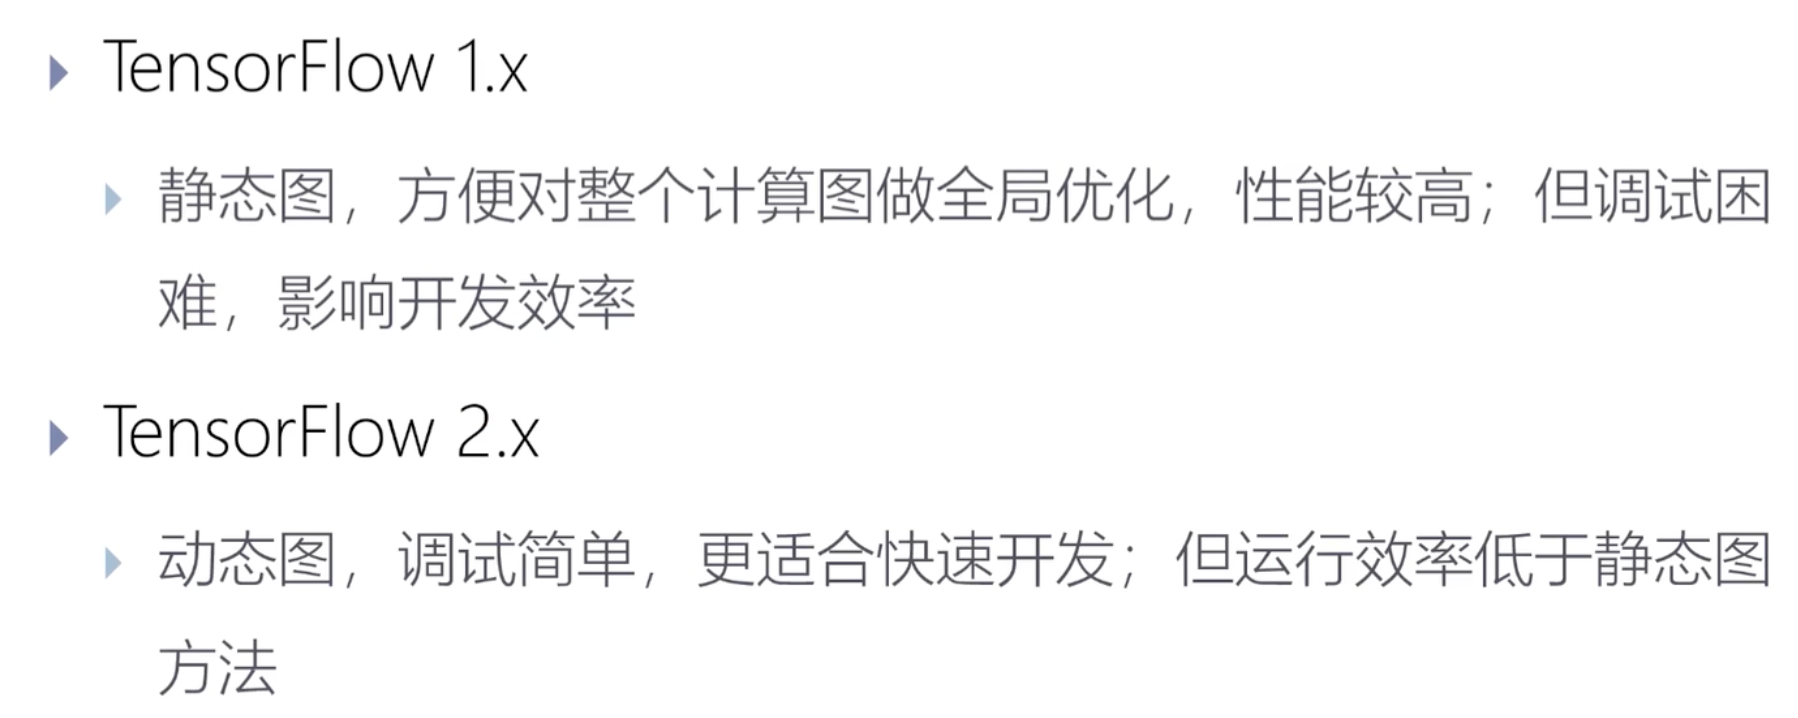 TensorFlow 1.x
静态图，方便对整个计算图做全局优化，性能较高；但调试困
难，影响开发效率
TensorFlow 2.x
动态图，调试简单，更适合快速开发；但运行效率低于静态图
方法